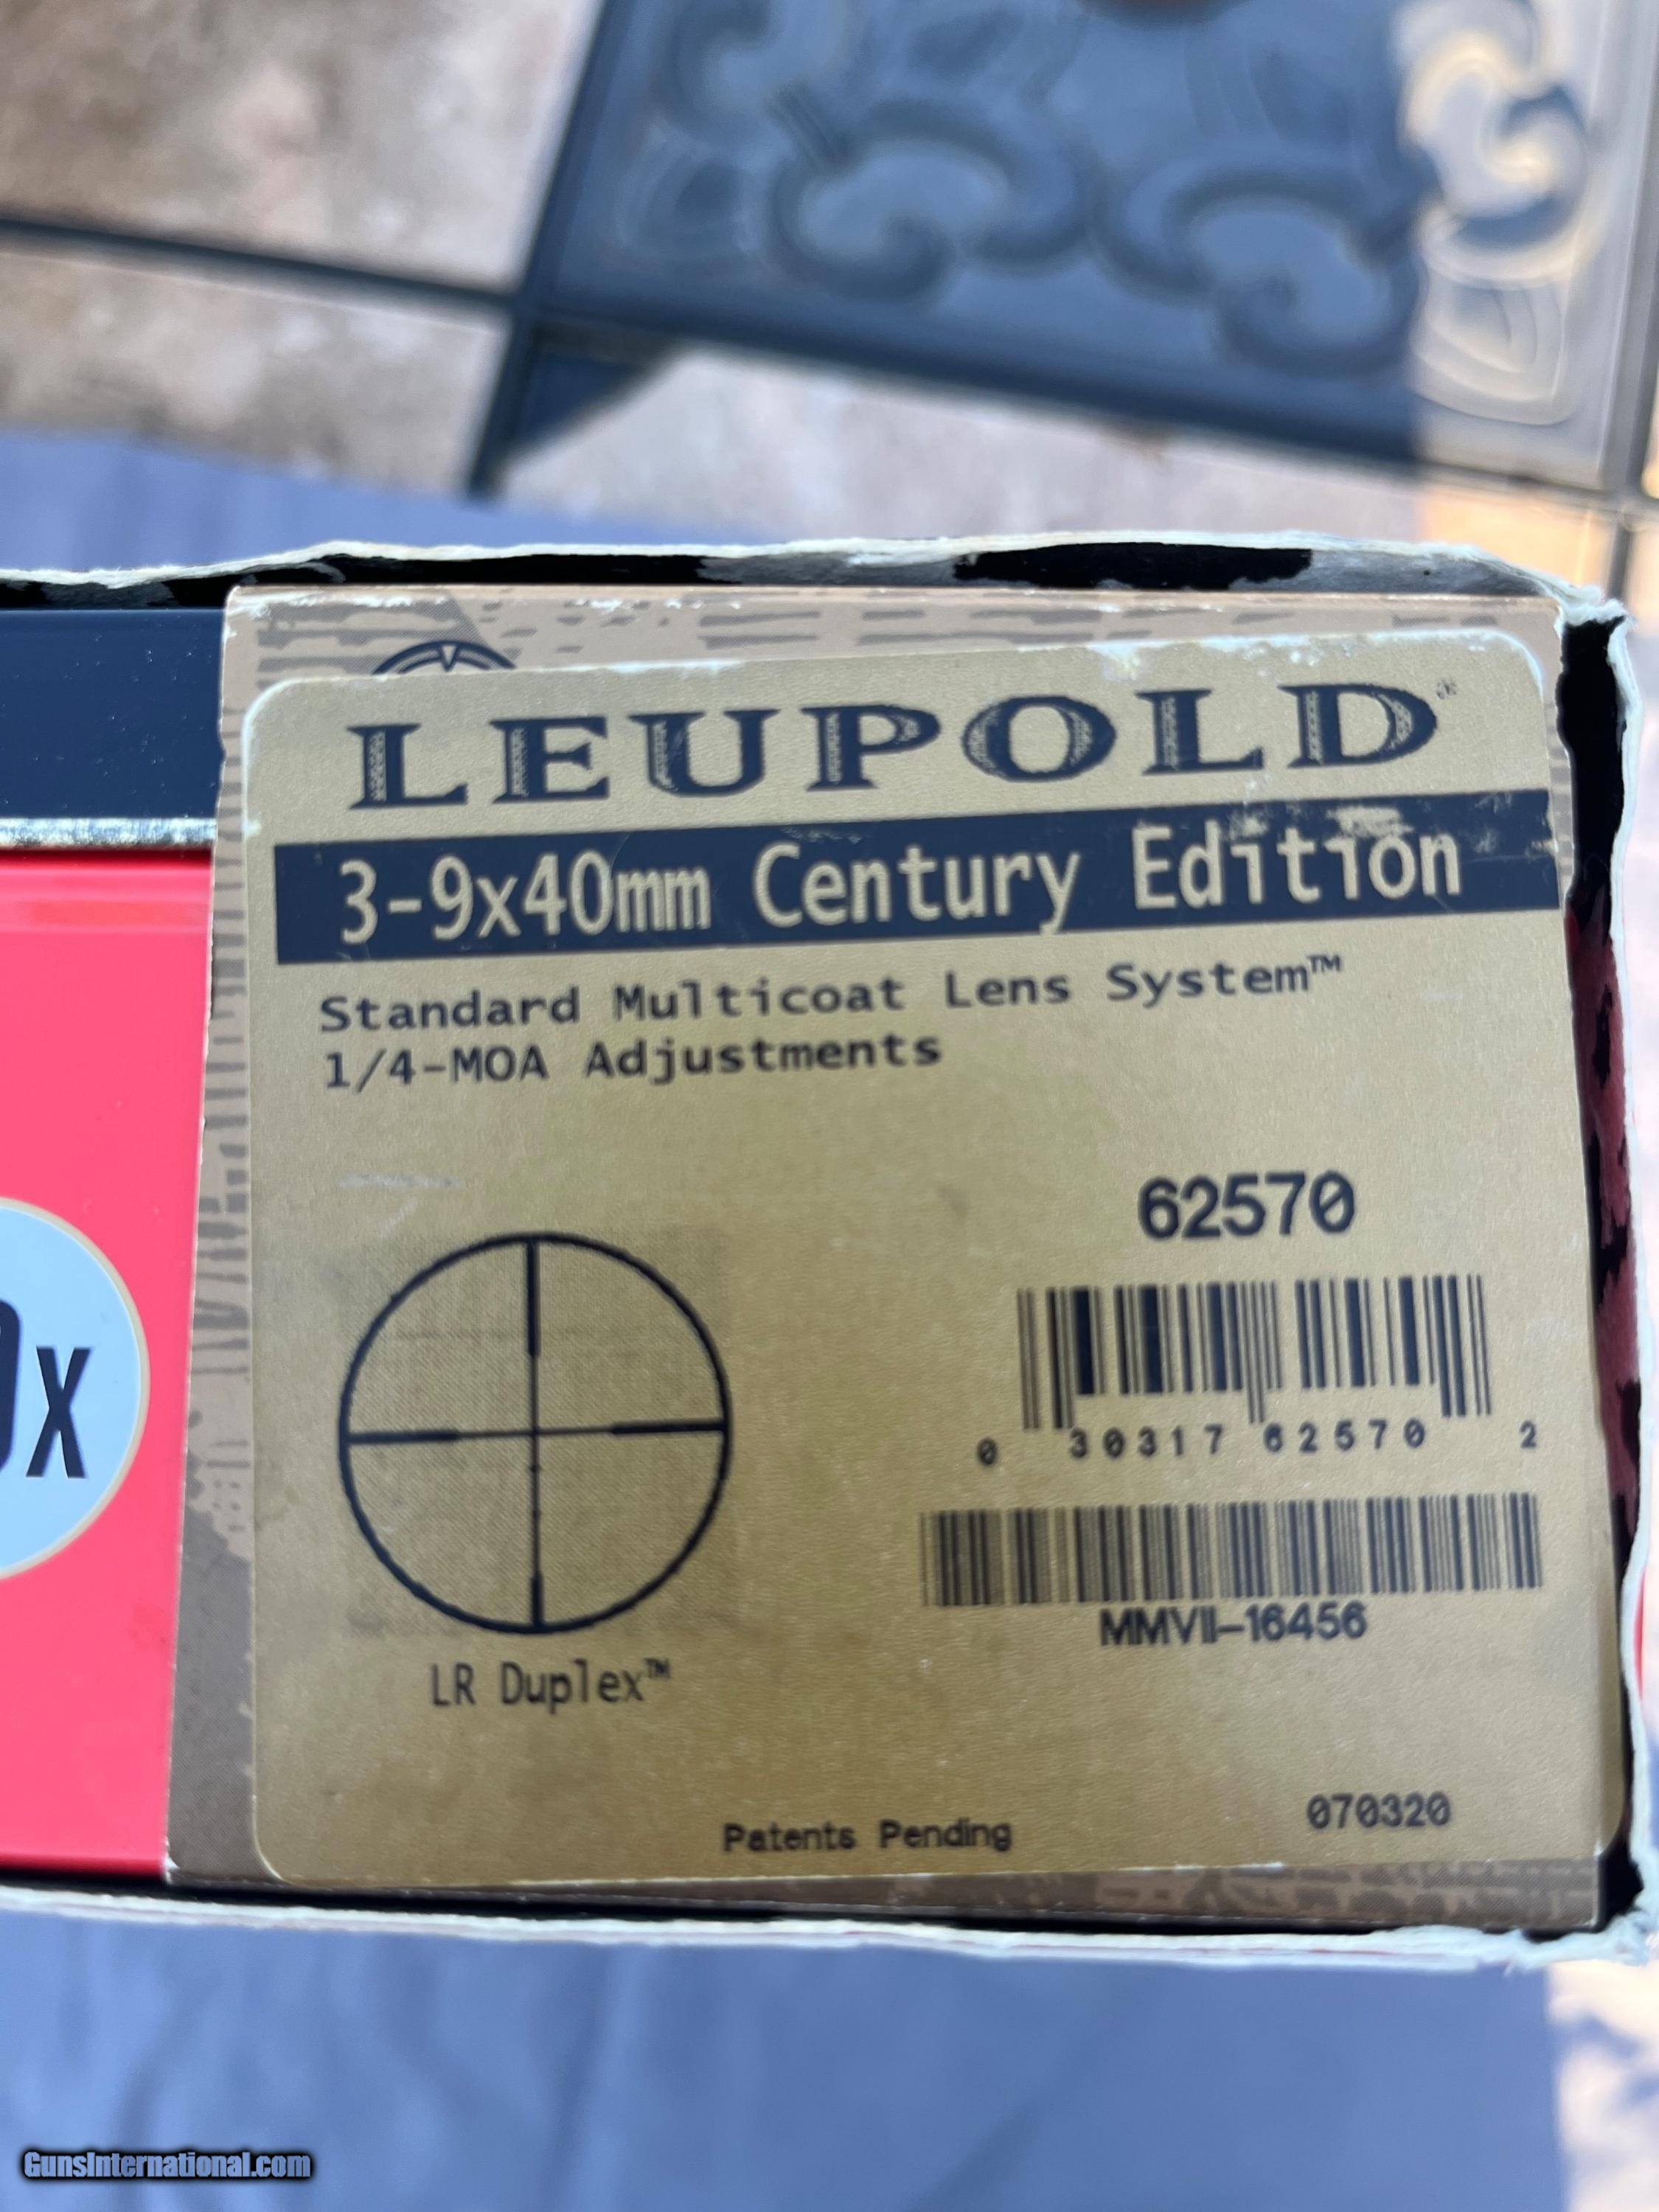 LEUPOLD®
3-9x40mm Century Edition
Standard Multicoat Lens System™
1/4-MOA Adjustments
62570
0 30317 62570 2
MMVII-16456
x
LR Duplex™
070320
Patents Pending
GunsInternational.com